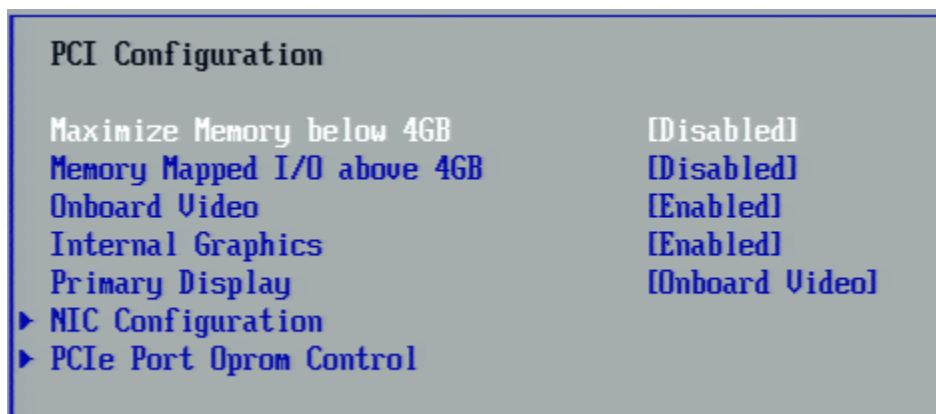 PCI Configuration
Maximize Memory below 4GB [Disabled]
Memory Mapped I/O above 4GB [Disabled]
Onboard Video [Enabled]
Internal Graphics [Enabled]
Primary Display [Onboard Video]
NIC Configuration
PCIe Port Oprom Control